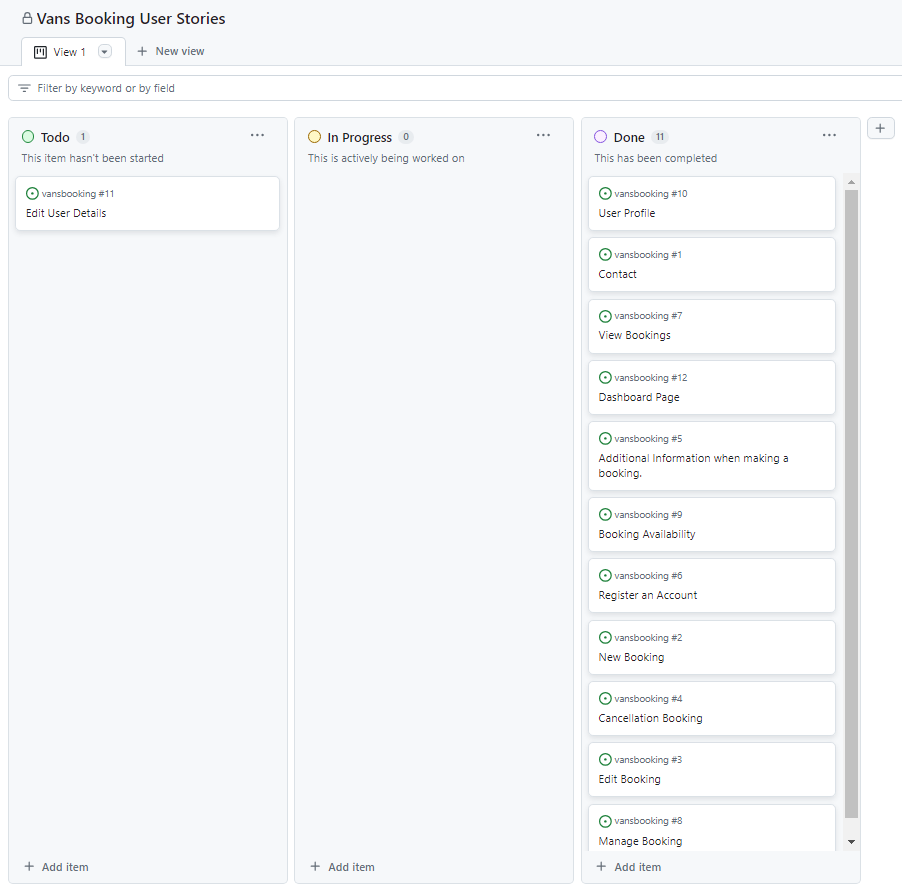 Vans Booking User Stories
View 1
New view
Filter by keyword or by field
Todo 1
This item hasn't been started
vansbooking #11
Edit User Details
Add item
In Progress 0
This is actively being worked on
Add item
Done 11
This has been completed
vansbooking #10
User Profile
vansbooking #1
Contact
vansbooking #7
View Bookings
vansbooking #12
Dashboard Page
vansbooking #5
Additional Information when making a
booking.
vansbooking #9
Booking Availability
vansbooking #6
Register an Account
vansbooking #2
New Booking
vansbooking #4
Cancellation Booking
vansbooking #3
Edit Booking
vansbooking #8
Manage Booking
Add item